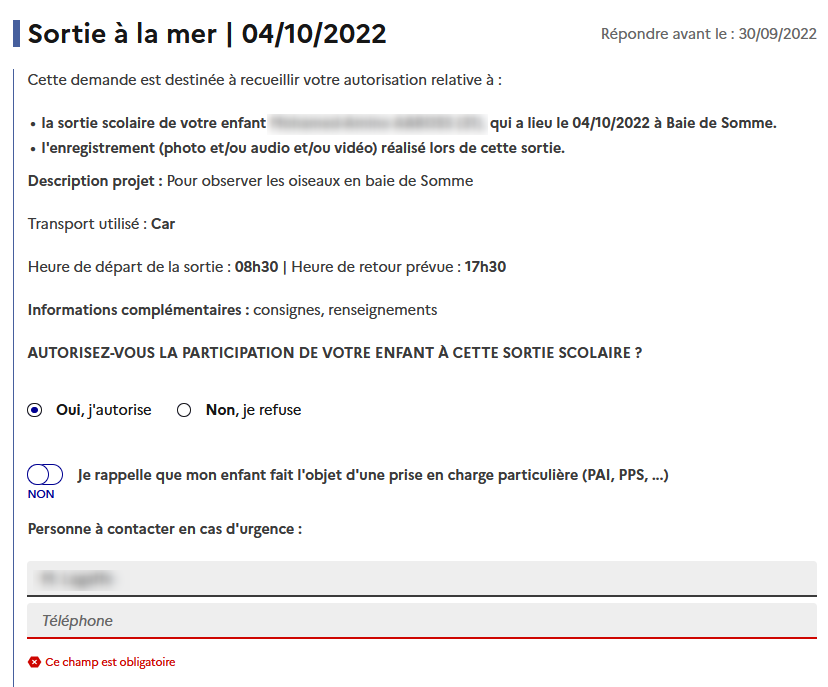 Sortie à la mer | 04/10/2022
Répondre avant le : 30/09/2022
Cette demande est destinée à recueillir votre autorisation relative à :
• la sortie scolaire de votre enfant qui a lieu le 04/10/2022 à Baie de Somme.
• l'enregistrement (photo et/ou audio et/ou vidéo) réalisé lors de cette sortie.
Description projet : Pour observer les oiseaux en baie de Somme
Transport utilisé : Car
Heure de départ de la sortie : 08h30 | Heure de retour prévue : 17h30
Informations complémentaires : consignes, renseignements
AUTORISEZ-VOUS LA PARTICIPATION DE VOTRE ENFANT À CETTE SORTIE SCOLAIRE ?
Oui, j'autorise Non, je refuse
Je rappelle que mon enfant fait l'objet d'une prise en charge particulière (PAI, PPS, ...)
NON
Personne à contacter en cas d'urgence :
Téléphone
Ce champ est obligatoire